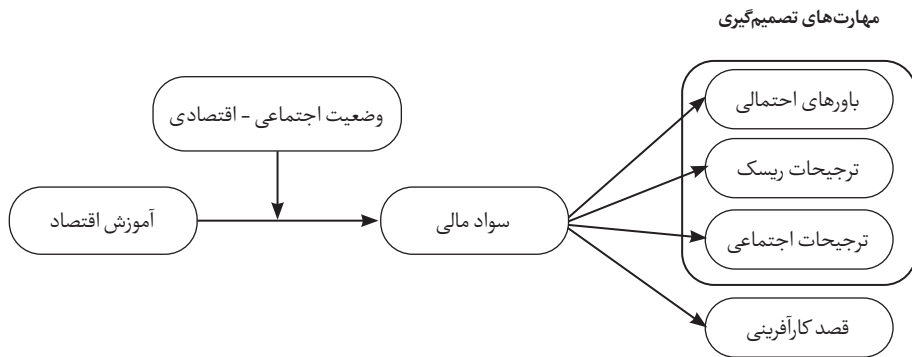 مهارت‌های تصمیم‌گیری
باورهای احتمالی
وضعیت اجتماعی - اقتصادی
ترجیحات ریسک
آموزش اقتصاد
سواد مالی
ترجیحات اجتماعی
قصد کارآفرینی